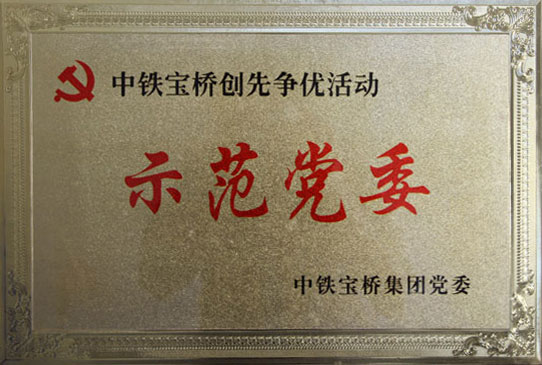 中铁宝桥创先争优活动
示范党委
中铁宝桥集团党委